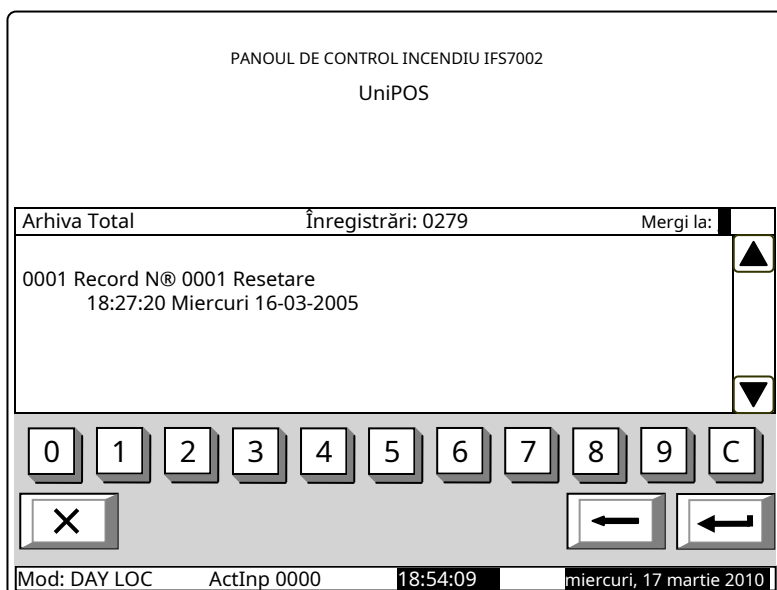 PANOUL DE CONTROL INCENDIU IFS7002
UniPOS
Arhiva Total Înregistrări: 0279 Mergi la:
0001 Record N® 0001 Resetare
18:27:20 Miercuri 16-03-2005
0 1 2 3 4 5 6 7 8 9 C
Mod: DAY LOC ActInp 0000 18:54:09 miercuri, 17 martie 2010